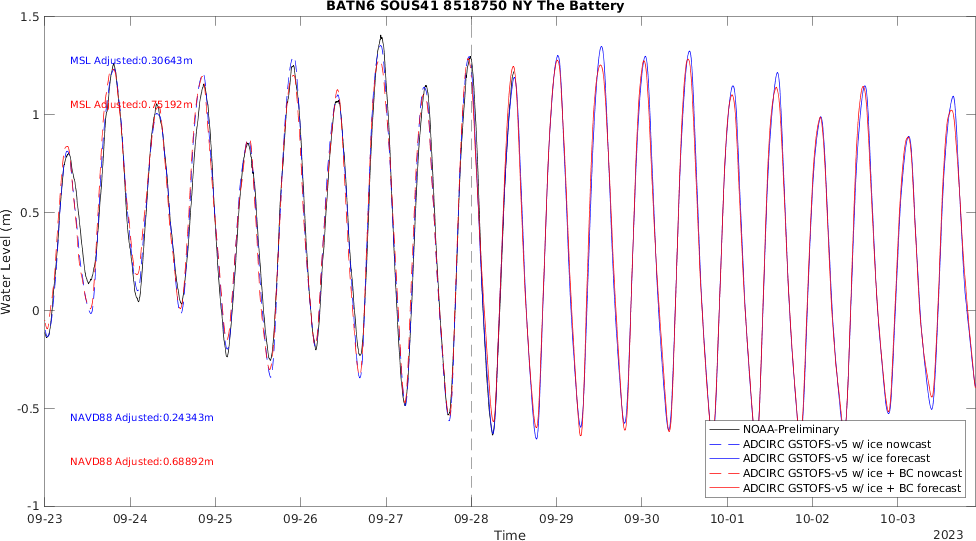 BATN6 SOUS41 8518750 NY The Battery
1.5
1
0.5
0
-0.5
-1
Water Level (m)
MSL Adjusted:0.30643m
MSL Adjusted:0.75192m
NAVD88 Adjusted:0.24343m
NAVD88 Adjusted:0.68892m
NOAA-Preliminary
ADCIRC GSTOFS-v5 w/ ice nowcast
ADCIRC GSTOFS-v5 w/ ice forecast
ADCIRC GSTOFS-v5 w/ ice + BC nowcast
ADCIRC GSTOFS-v5 w/ ice + BC forecast
09-23 09-24 09-25 09-26 09-27 09-28 09-29 09-30 10-01 10-02 10-03
Time
2023